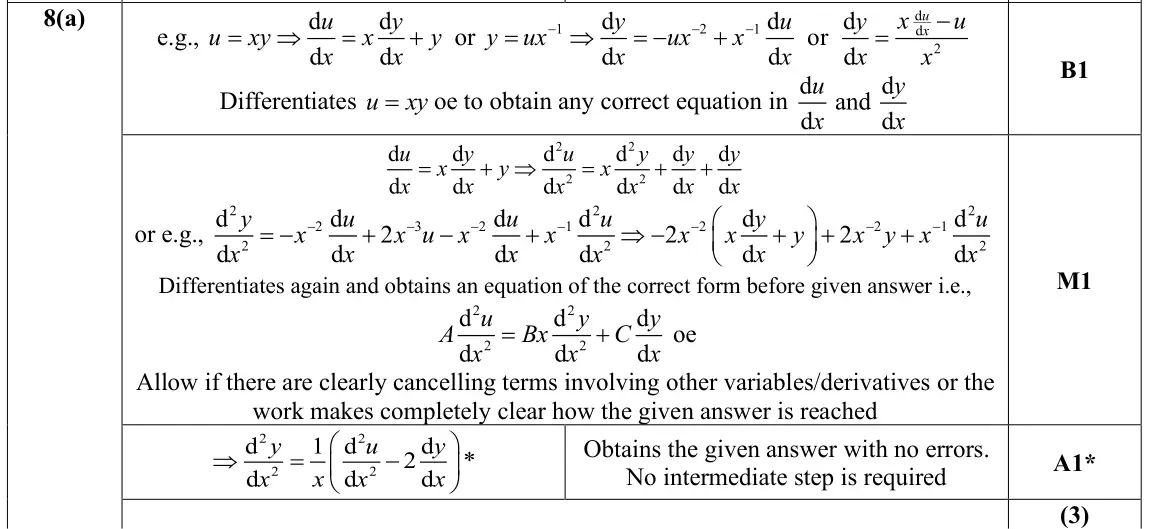 8(a)
e.g., u = xy ⇒ du/dx = x dy/dx + y or y = ux⁻¹ ⇒ dy/dx = −ux⁻² + x⁻¹ du/dx or dy/dx = (x du/dx − u)/x²
Differentiates u = xy oe to obtain any correct equation in du/dx and dy/dx
B1
du/dx = x dy/dx + y ⇒ d²u/dx² = x d²y/dx² + dy/dx + dy/dx
or e.g., d²y/dx² = −x⁻² du/dx + 2x⁻³u − x⁻² du/dx + x⁻¹ d²u/dx² ⇒ −2x⁻² (x dy/dx + y) + 2x⁻²y + x⁻¹ d²u/dx²
Differentiates again and obtains an equation of the correct form before given answer i.e.,
A d²u/dx² = Bx d²y/dx² + C dy/dx oe
Allow if there are clearly cancelling terms involving other variables/derivatives or the
work makes completely clear how the given answer is reached
M1
⇒ d²y/dx² = 1/x (d²u/dx² − 2 dy/dx) *
Obtains the given answer with no errors.
No intermediate step is required
A1*
(3)